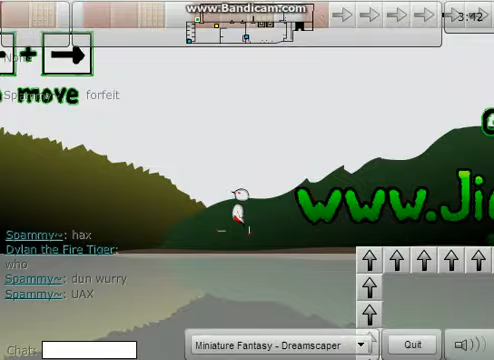 www.Bandicam.com
3:42
None
+
Spammy~: forfeit
move
www.Ji
Spammy~: hax
Dylan the Fire Tiger:
who
Spammy~: dun wurry
Spammy~: UAX
Chat:
Miniature Fantasy - Dreamscaper
Quit